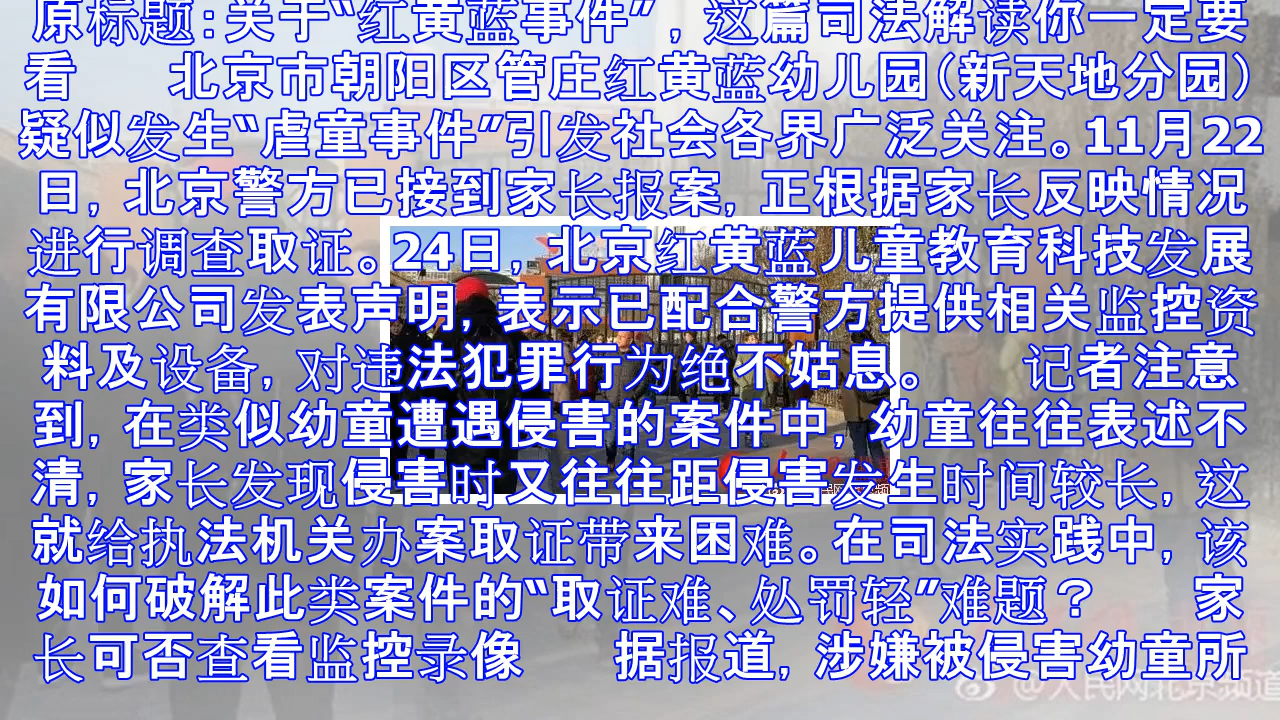 原标题:关于“红黄蓝事件”，这篇司法解读你一定要
看　　北京市朝阳区管庄红黄蓝幼儿园(新天地分园)
疑似发生“虐童事件”引发社会各界广泛关注。11月22
日，北京警方已接到家长报案，正根据家长反映情况
进行调查取证。24日，北京红黄蓝儿童教育科技发展
有限公司发表声明，表示已配合警方提供相关监控资
料及设备，对违法犯罪行为绝不姑息。　　记者注意
到，在类似幼童遭遇侵害的案件中，幼童往往表述不
清，家长发现侵害时又往往距侵害发生时间较长，这
就给执法机关办案取证带来困难。在司法实践中，该
如何破解此类案件的“取证难、处罚轻”难题？　　家
长可否查看监控录像　　据报道，涉嫌被侵害幼童所
@人民网北京频道